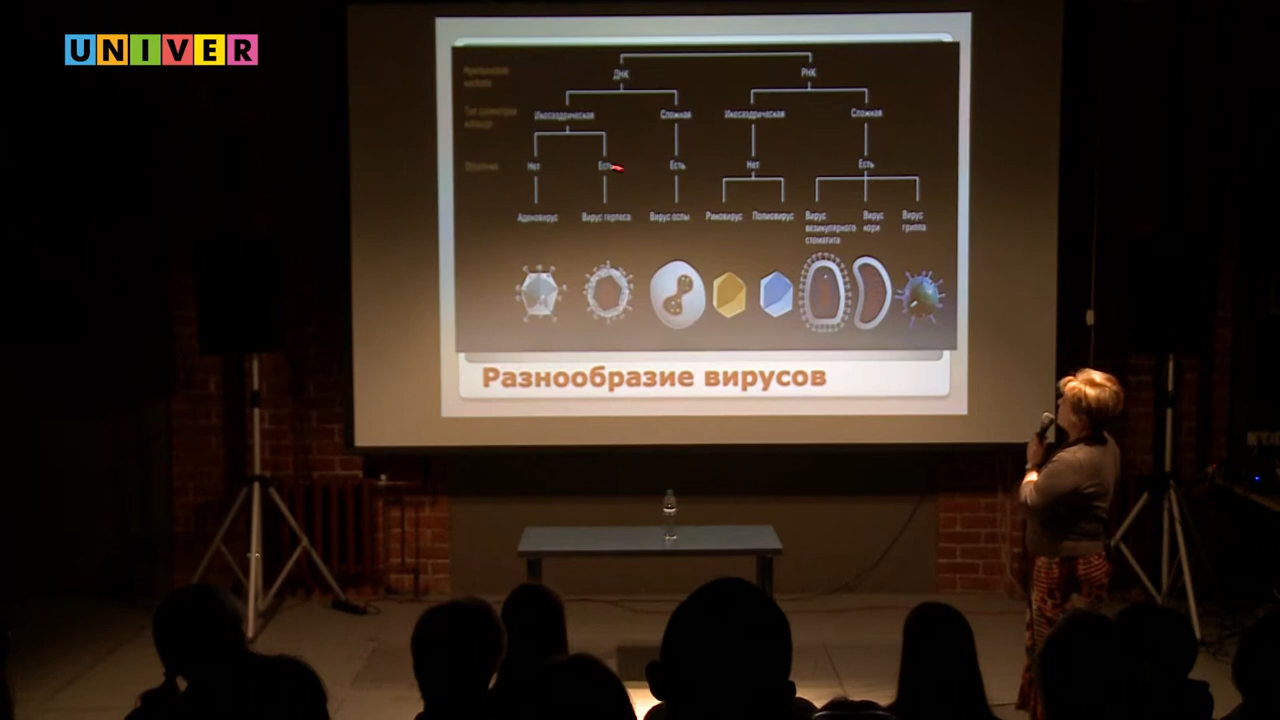 UNIVER
ДНК
РНК
Икосаэдрическая
Сложная
Икосаэдрическая
Сложная
Нет
Есть
Есть
Нет
Есть
Аденовирус
Вирус герпеса
Вирус оспы
Риновирус
Полиовирус
Вирус
везикулярного
стоматита
Вирус
кори
Вирус
гриппа
Разнообразие вирусов